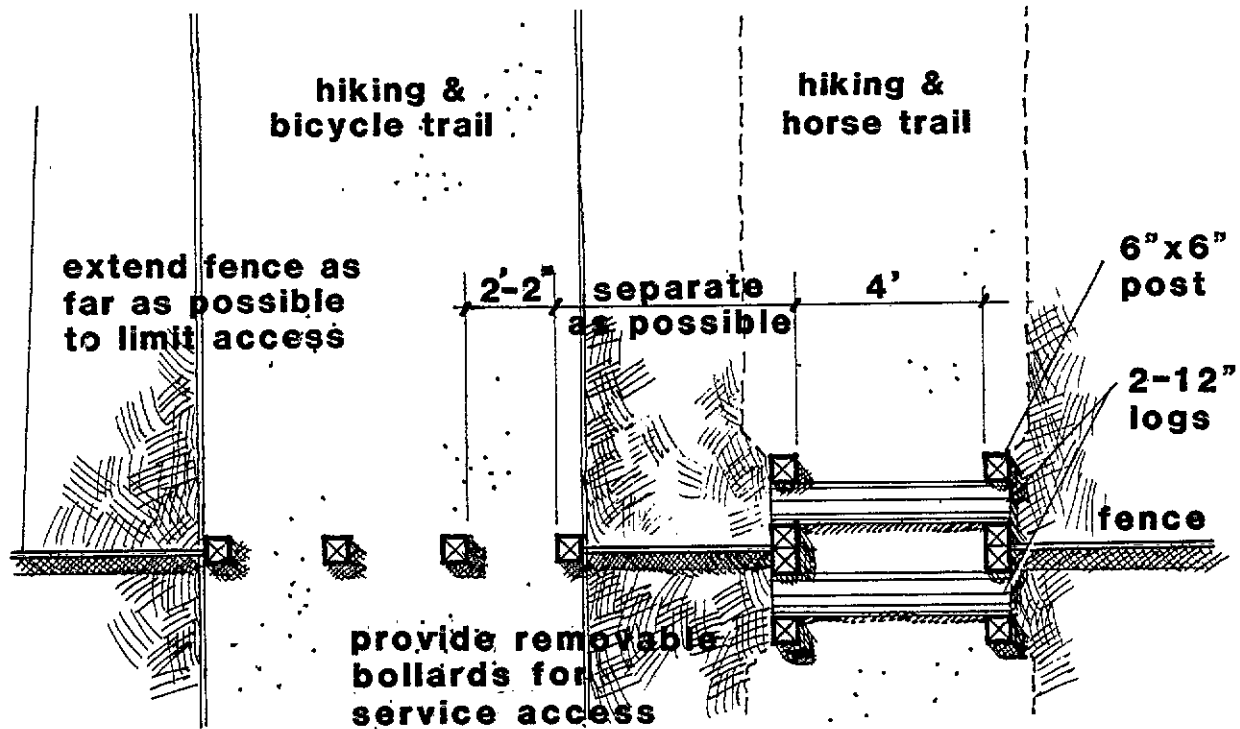 hiking &
bicycle trail
hiking &
horse trail
extend fence as
far as possible
to limit access
2'-2"
separate
as possible
4'
6"x6"
post
2-12"
logs
fence
provide removable
bollards for
service access